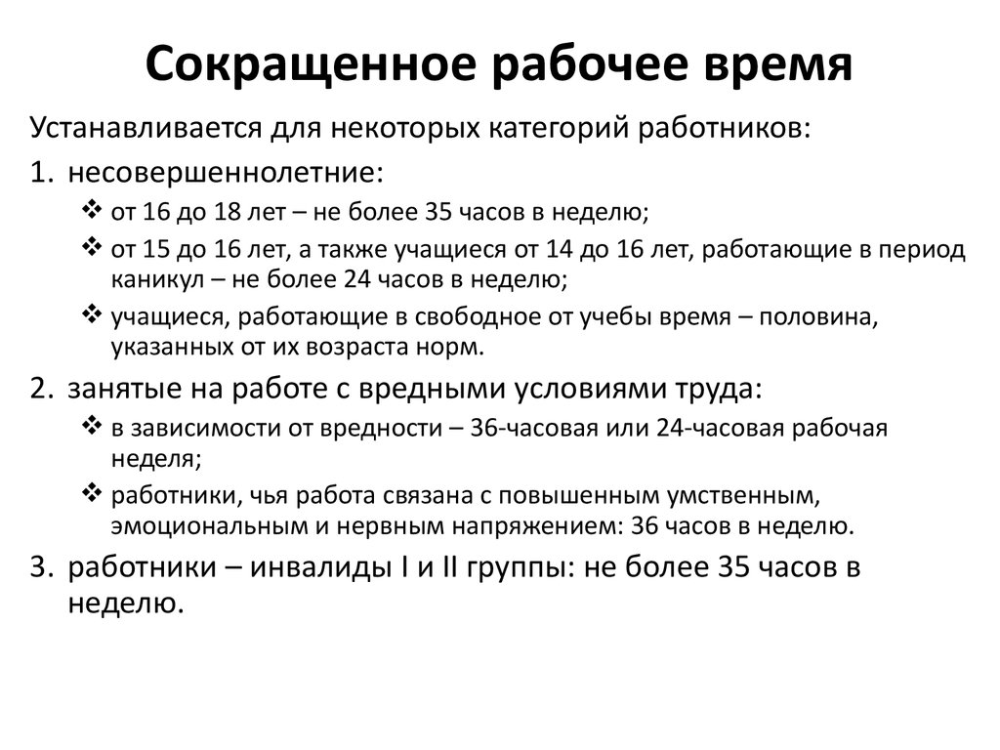 Сокращенное рабочее время
Устанавливается для некоторых категорий работников:
1. несовершеннолетние:
❖ от 16 до 18 лет – не более 35 часов в неделю;
❖ от 15 до 16 лет, а также учащиеся от 14 до 16 лет, работающие в период
каникул – не более 24 часов в неделю;
❖ учащиеся, работающие в свободное от учебы время – половина,
указанных от их возраста норм.
2. занятые на работе с вредными условиями труда:
❖ в зависимости от вредности – 36-часовая или 24-часовая рабочая
неделя;
❖ работники, чья работа связана с повышенным умственным,
эмоциональным и нервным напряжением: 36 часов в неделю.
3. работники – инвалиды I и II группы: не более 35 часов в
неделю.